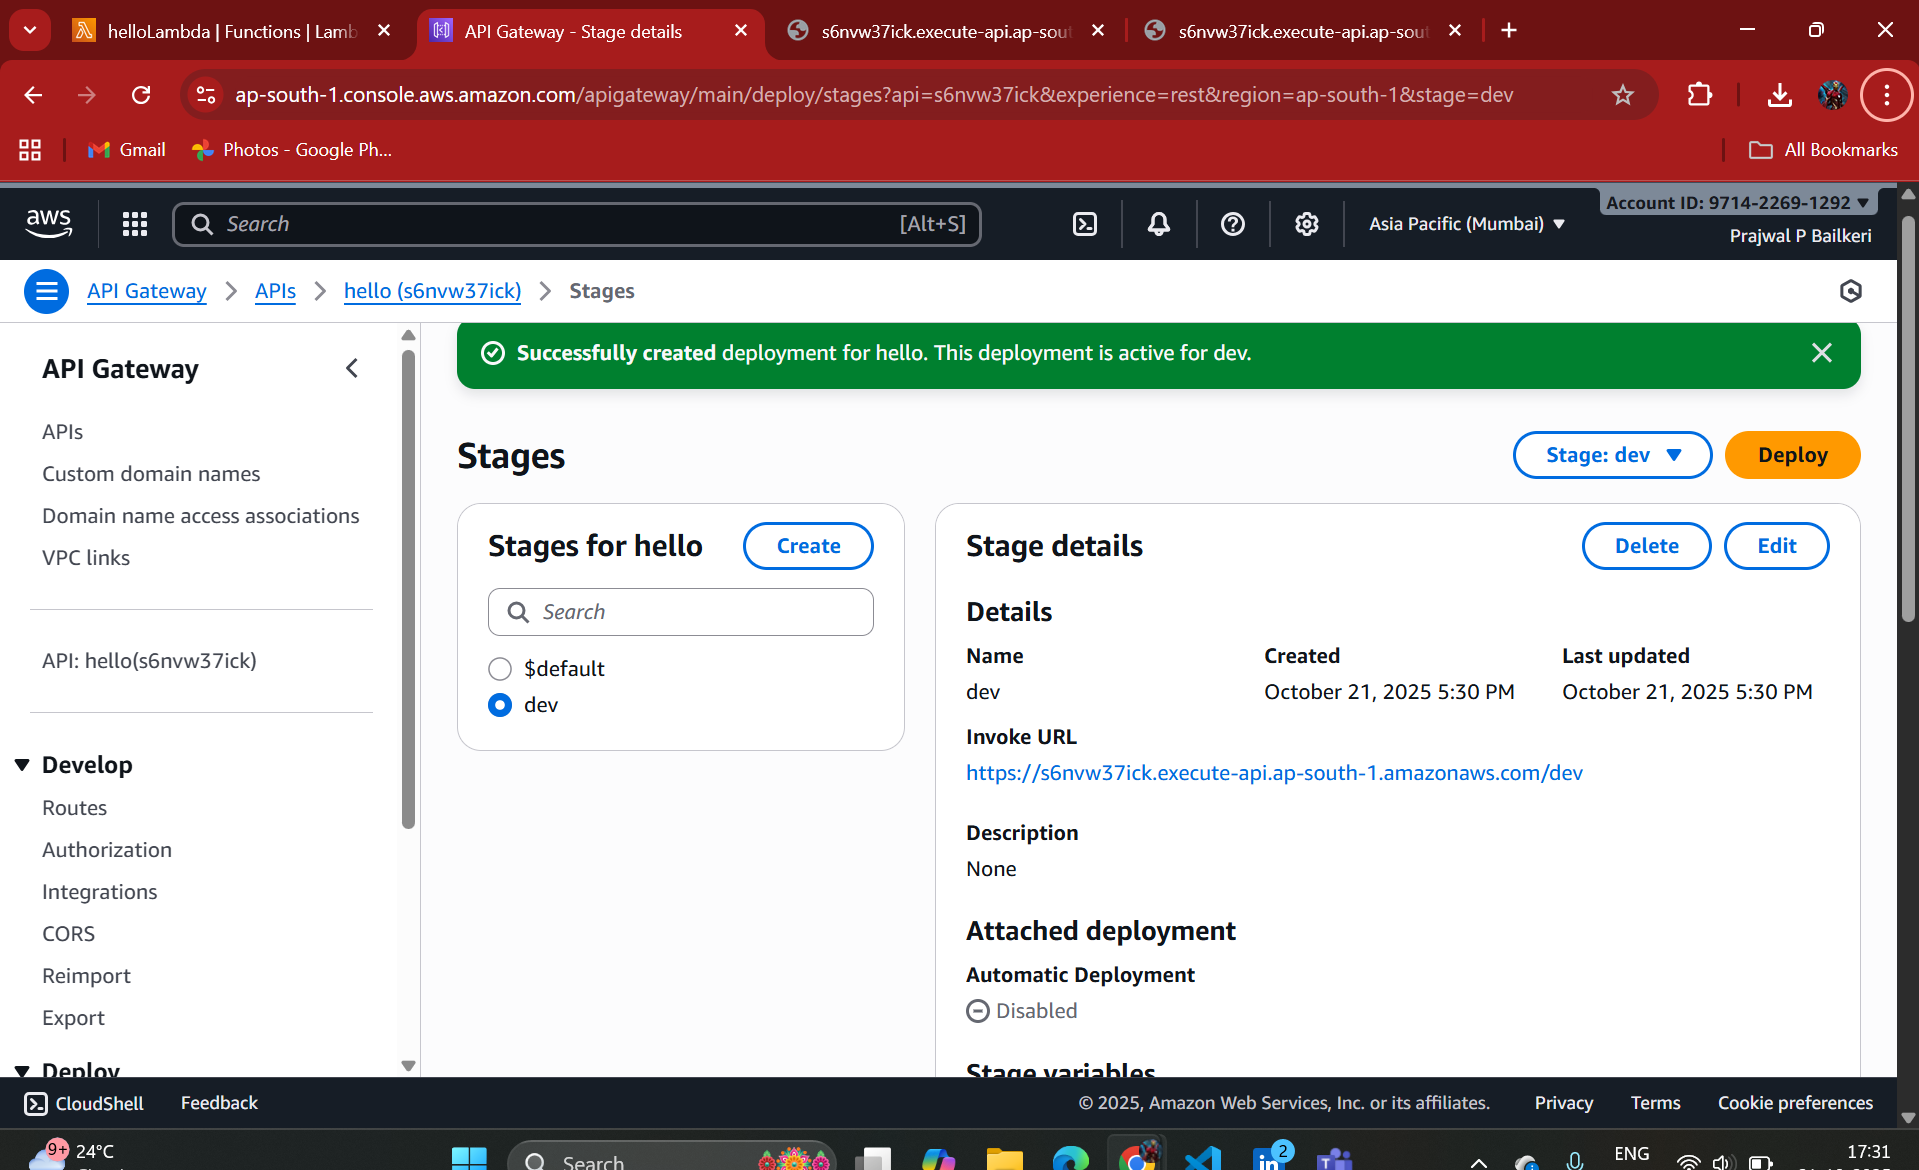 helloLambda | Functions | Lamb
API Gateway - Stage details
s6nvw37ick.execute-api.ap-sout
s6nvw37ick.execute-api.ap-sout
ap-south-1.console.aws.amazon.com/apigateway/main/deploy/stages?api=s6nvw37ick&experience=rest&region=ap-south-1&stage=dev
Gmail
Photos - Google Ph...
All Bookmarks
aws
Search
[Alt+S]
Asia Pacific (Mumbai)
Account ID: 9714-2269-1292
Prajwal P Bailkeri
API Gateway
APIs
hello (s6nvw37ick)
Stages
API Gateway
APIs
Custom domain names
Domain name access associations
VPC links
API: hello(s6nvw37ick)
Develop
Routes
Authorization
Integrations
CORS
Reimport
Export
Deploy
Successfully created deployment for hello. This deployment is active for dev.
Stages
Stage: dev
Deploy
Stages for hello
Create
Search
$default
dev
Stage details
Delete
Edit
Details
Name
dev
Created
October 21, 2025 5:30 PM
Last updated
October 21, 2025 5:30 PM
Invoke URL
https://s6nvw37ick.execute-api.ap-south-1.amazonaws.com/dev
Description
None
Attached deployment
Automatic Deployment
Disabled
Stage variables
CloudShell
Feedback
© 2025, Amazon Web Services, Inc. or its affiliates.
Privacy
Terms
Cookie preferences
9+
24°C
Search
2
ENG
17:31